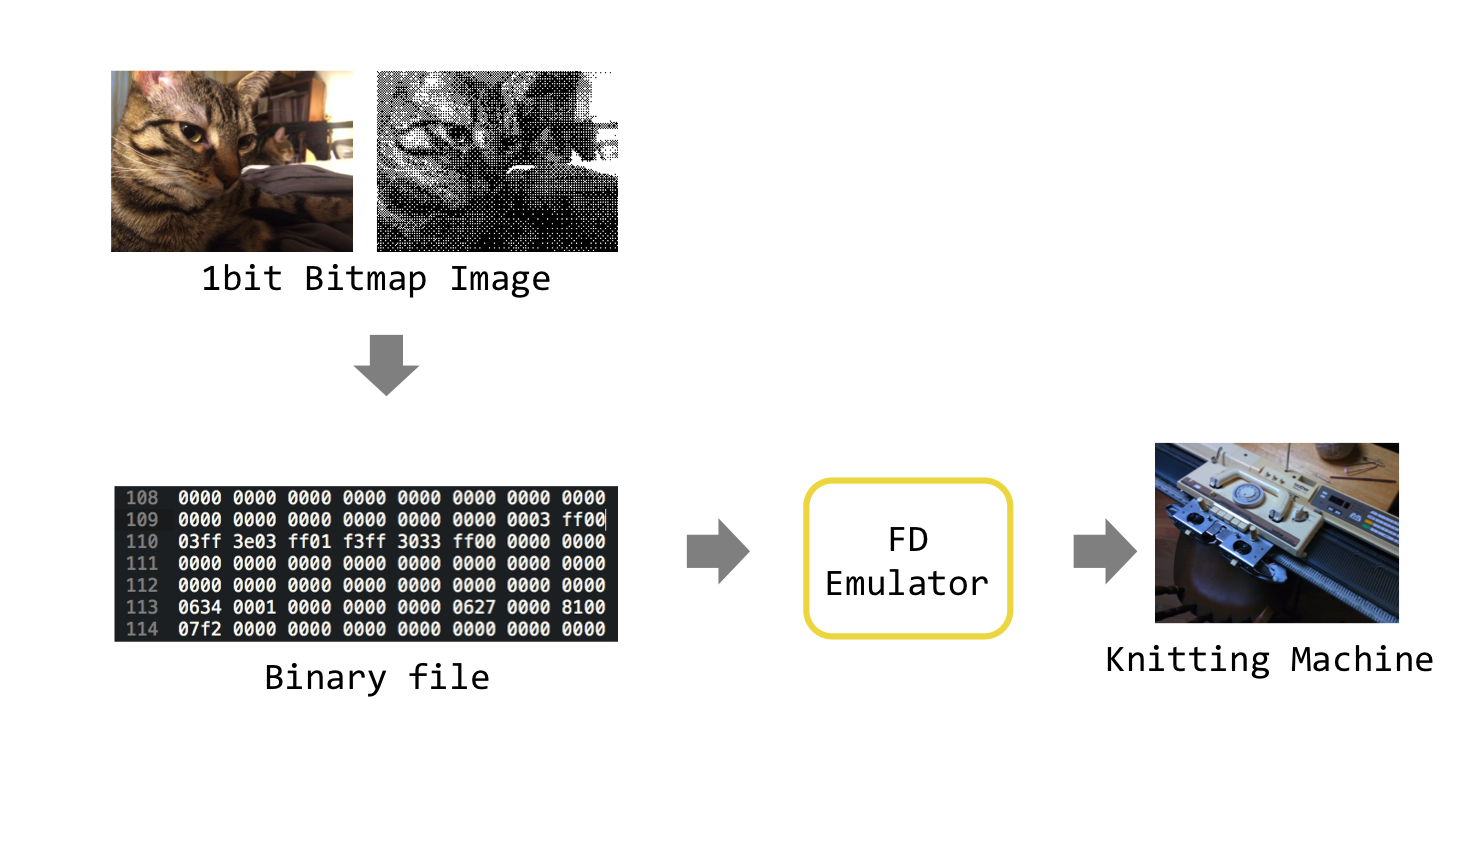 1bit Bitmap Image
108 0000 0000 0000 0000 0000 0000 0000 0000
109 0000 0000 0000 0000 0000 0000 0003 ff00
110 03ff 3e03 ff01 f3ff 3033 ff00 0000 0000
111 0000 0000 0000 0000 0000 0000 0000 0000
112 0000 0000 0000 0000 0000 0000 0000 0000
113 0634 0001 0000 0000 0000 0627 0000 8100
114 07f2 0000 0000 0000 0000 0000 0000 0000
Binary file
FD
Emulator
Knitting Machine